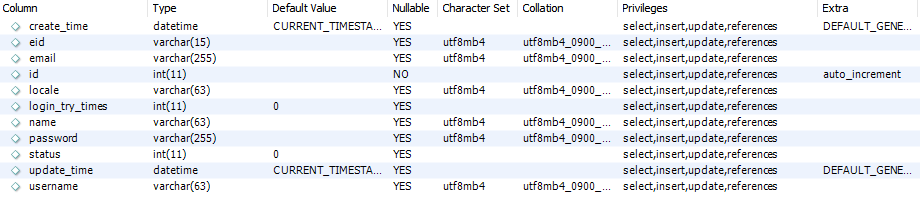 Column Type Default Value Nullable Character Set Collation Privileges Extra
create_time datetime CURRENT_TIMESTA... YES select,insert,update,references DEFAULT_GENE...
eid varchar(15) YES utf8mb4 utf8mb4_0900_... select,insert,update,references
email varchar(255) YES utf8mb4 utf8mb4_0900_... select,insert,update,references
id int(11) NO select,insert,update,references auto_increment
locale varchar(63) YES utf8mb4 utf8mb4_0900_... select,insert,update,references
login_try_times int(11) 0 YES select,insert,update,references
name varchar(63) YES utf8mb4 utf8mb4_0900_... select,insert,update,references
password varchar(255) YES utf8mb4 utf8mb4_0900_... select,insert,update,references
status int(11) 0 YES select,insert,update,references
update_time datetime CURRENT_TIMESTA... YES select,insert,update,references DEFAULT_GENE...
username varchar(63) YES utf8mb4 utf8mb4_0900_... select,insert,update,references